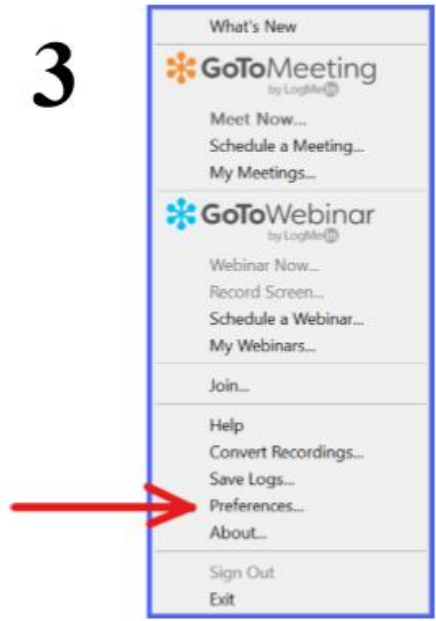 3
What's New
GoToMeeting
by LogMeIn
Meet Now...
Schedule a Meeting...
My Meetings...
GoToWebinar
by LogMeIn
Webinar Now...
Record Screen...
Schedule a Webinar...
My Webinars...
Join...
Help
Convert Recordings...
Save Logs...
Preferences...
About...
Sign Out
Exit